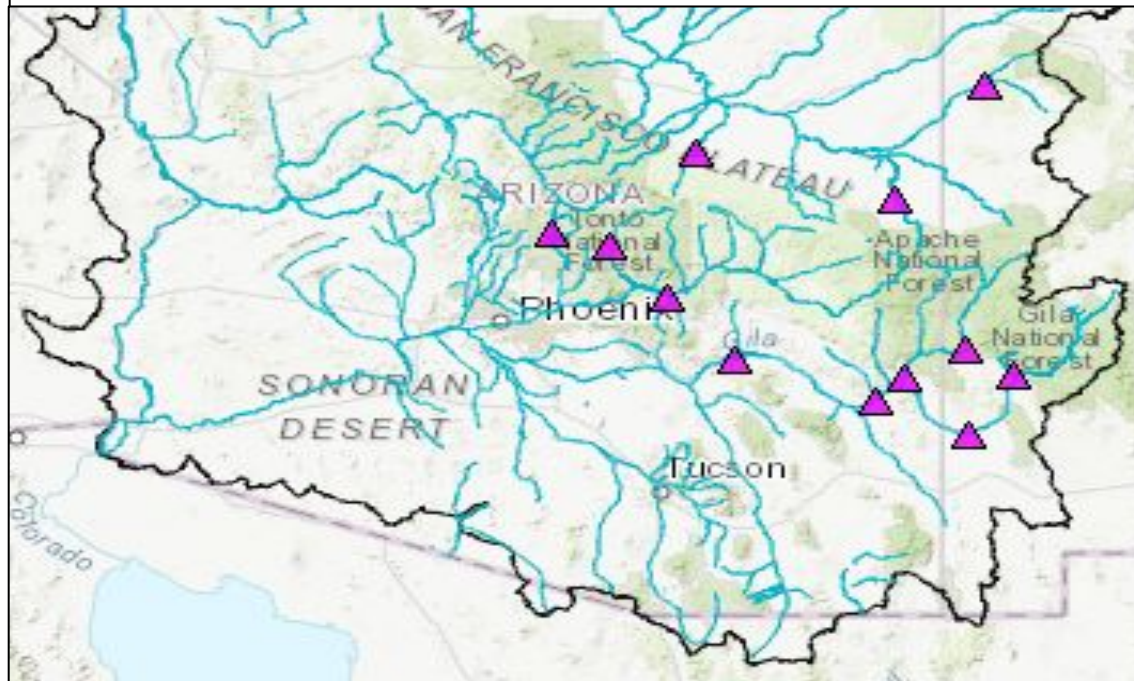 SAN FRANCISCO PLATEAU
ARIZONA
Tonto
National
Forest
Apache
National
Forest
Phoenix
Gila
National
Forest
Gila
SONORAN
DESERT
Tucson
Colorado